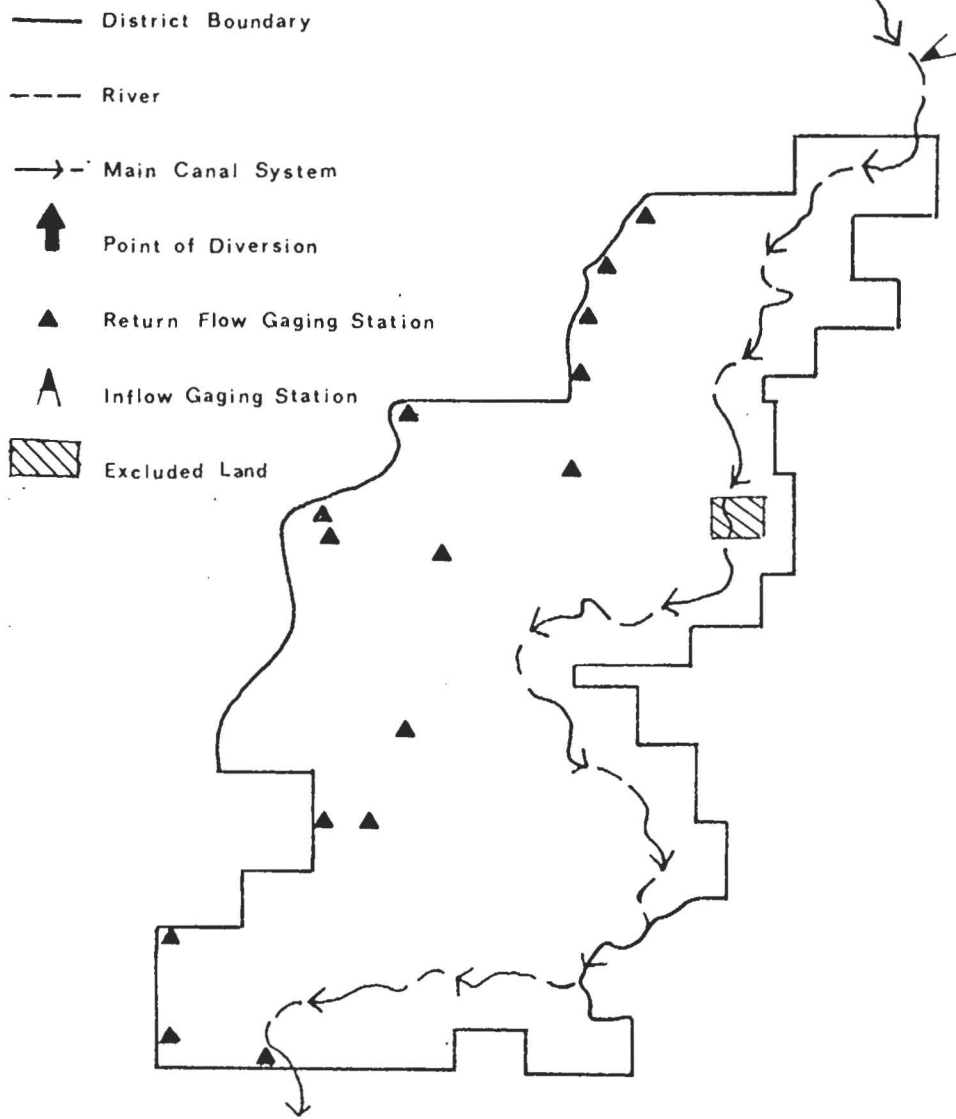 District Boundary
River
Main Canal System
Point of Diversion
Return Flow Gaging Station
Inflow Gaging Station
Excluded Land